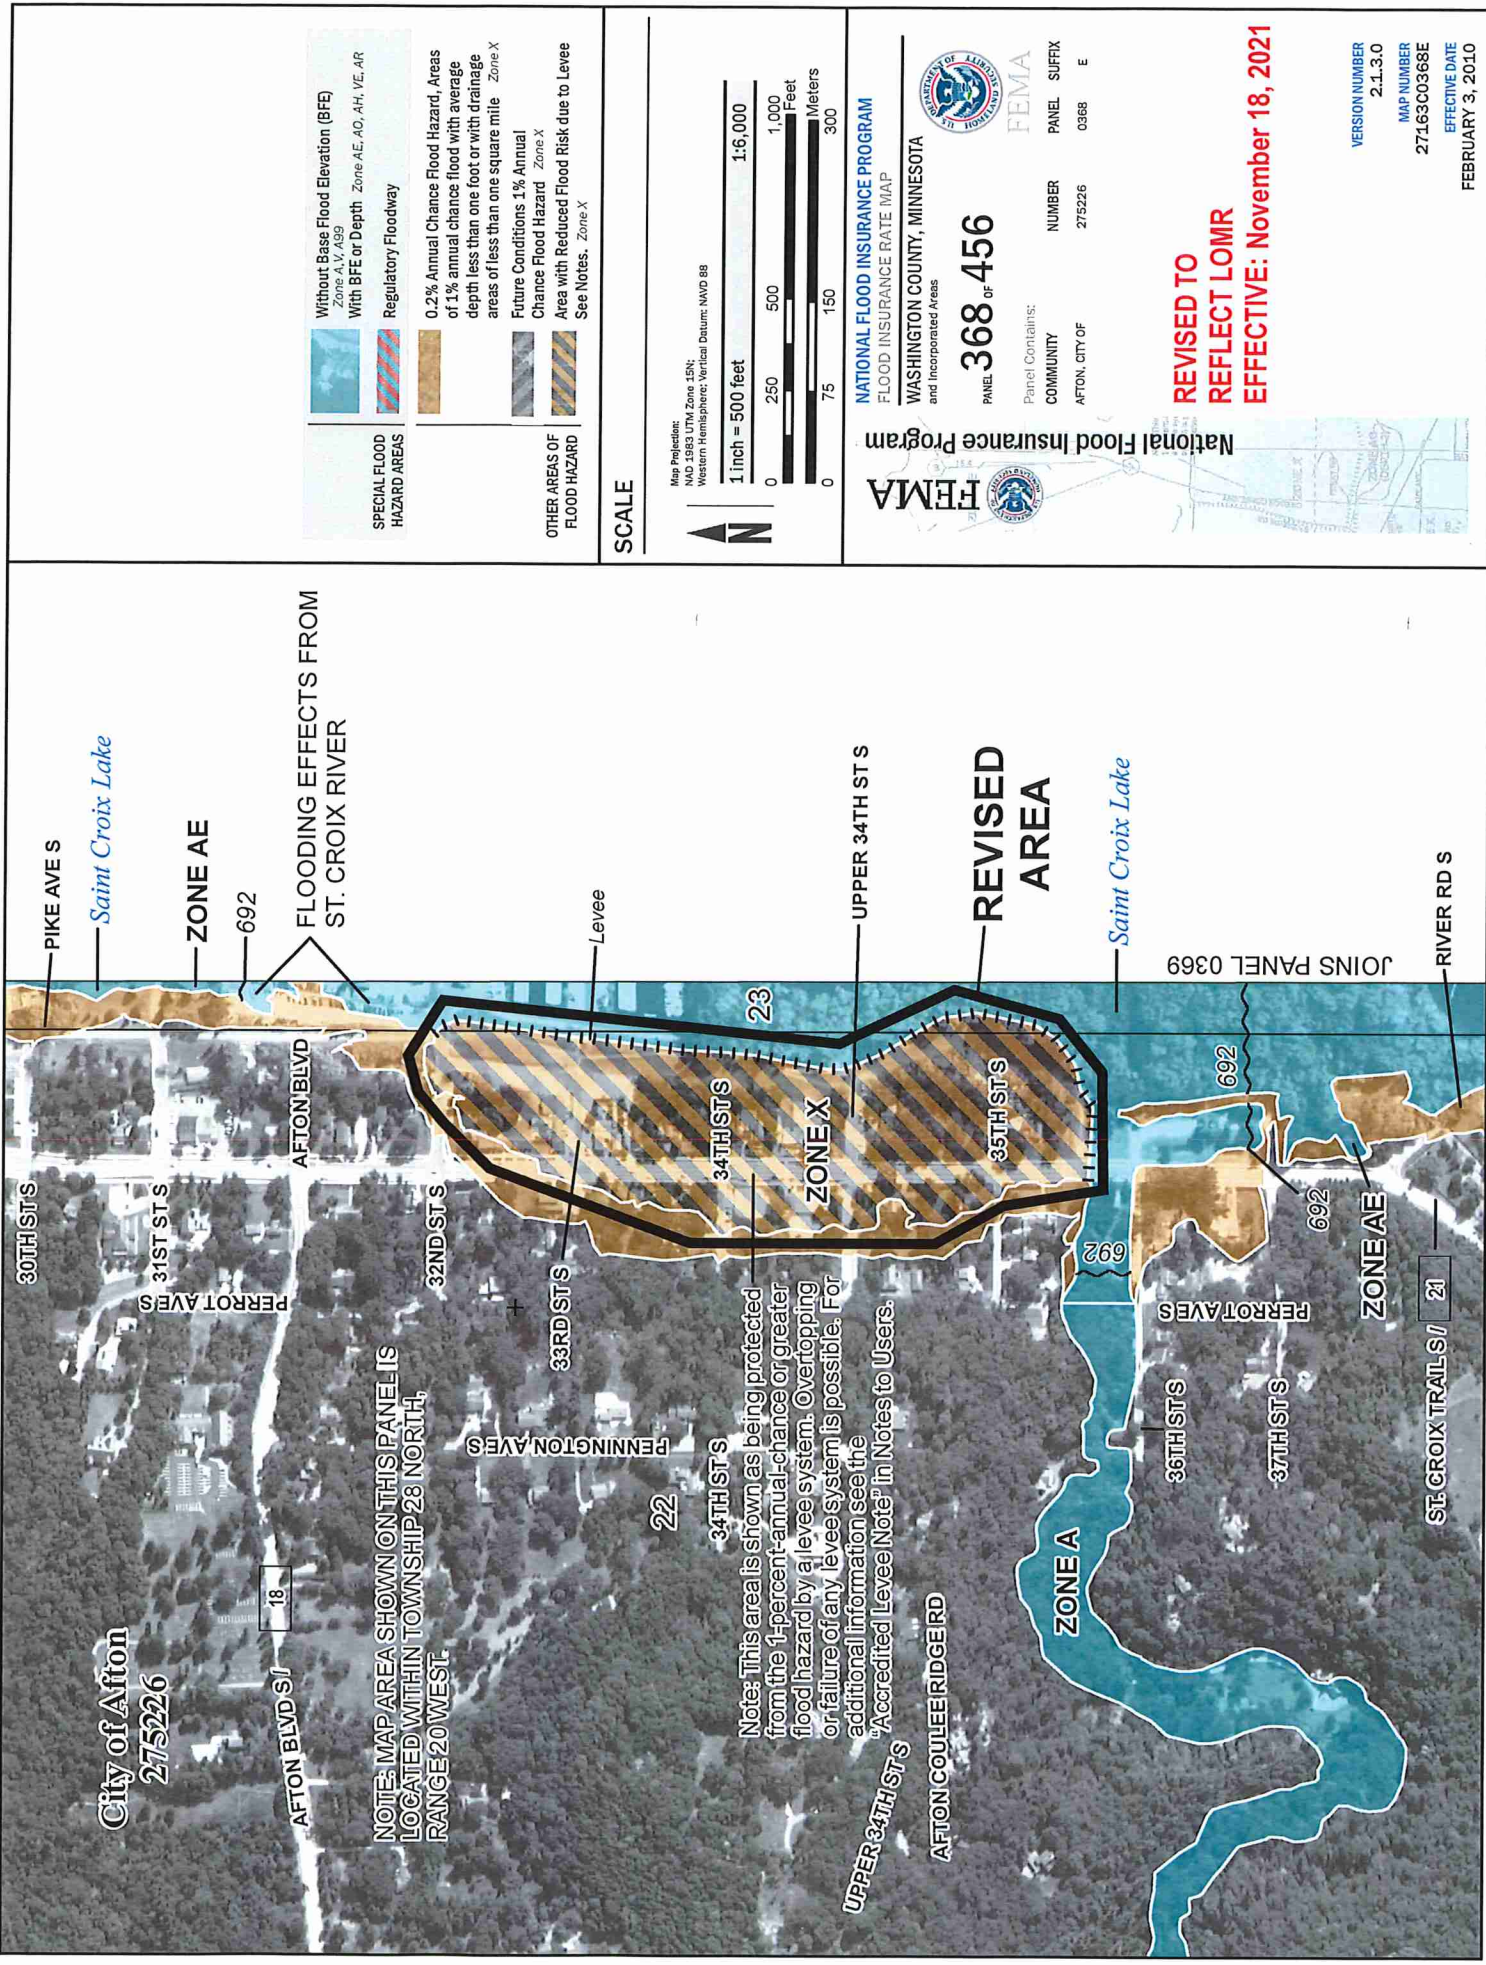 City of Afton
275226
30TH ST S
31ST ST S
PERROT AVE S
AFTON BLVD
AFTON BLVD S /
18
32ND ST S
PIKE AVE S
Saint Croix Lake
ZONE AE
692
FLOODING EFFECTS FROM
ST. CROIX RIVER
NOTE: MAP AREA SHOWN ON THIS PANEL IS
LOCATED WITHIN TOWNSHIP 28 NORTH,
RANGE 20 WEST.
33RD ST S
PENNINGTON AVE S
Levee
22
23
34TH ST S
34TH ST S
Note: This area is shown as being protected
from the 1-percent-annual-chance or greater
flood hazard by a levee system. Overtopping
or failure of any levee system is possible. For
additional information see the
"Accredited Levee Note" in Notes to Users.
ZONE X
UPPER 34TH ST S
UPPER 34TH ST S
AFTON COULEE RIDGE RD
REVISED
AREA
35TH ST S
ZONE A
692
Saint Croix Lake
36TH ST S
PERROT AVE S
37TH ST S
692
692
JOINS PANEL 0369
ZONE AE
ST. CROIX TRAIL S /
21
RIVER RD S
SPECIAL FLOOD
HAZARD AREAS
Without Base Flood Elevation (BFE)
Zone A, V, A99
With BFE or Depth Zone AE, AO, AH, VE, AR
Regulatory Floodway
OTHER AREAS OF
FLOOD HAZARD
0.2% Annual Chance Flood Hazard, Areas
of 1% annual chance flood with average
depth less than one foot or with drainage
areas of less than one square mile Zone X
Future Conditions 1% Annual
Chance Flood Hazard Zone X
Area with Reduced Flood Risk due to Levee
See Notes. Zone X
SCALE
N
Map Projection:
NAD 1983 UTM Zone 15N;
Western Hemisphere; Vertical Datum: NAVD 88
1 inch = 500 feet 1:6,000
0 250 500 1,000
Feet
Meters
0 75 150 300
FEMA
National Flood Insurance Program
NATIONAL FLOOD INSURANCE PROGRAM
FLOOD INSURANCE RATE MAP
WASHINGTON COUNTY, MINNESOTA
and Incorporated Areas
PANEL 368 OF 456
FEMA
Panel Contains:
COMMUNITY NUMBER PANEL SUFFIX
AFTON, CITY OF 275226 0368 E
REVISED TO
REFLECT LOMR
EFFECTIVE: November 18, 2021
VERSION NUMBER
2.1.3.0
MAP NUMBER
27163C0368E
EFFECTIVE DATE
FEBRUARY 3, 2010